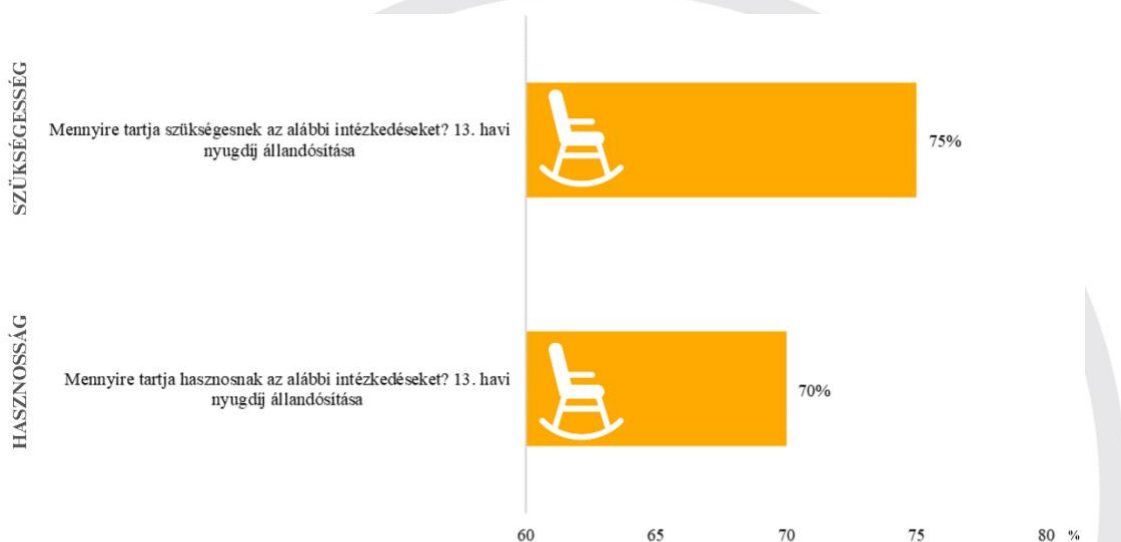 SZÜKSÉGESSÉG
Mennyire tartja szükségesnek az alábbi intézkedéseket? 13. havi
nyugdíj állandósítása
75%
HASZNOSSÁG
Mennyire tartja hasznosnak az alábbi intézkedéseket? 13. havi
nyugdíj állandósítása
70%
60 65 70 75 80 %